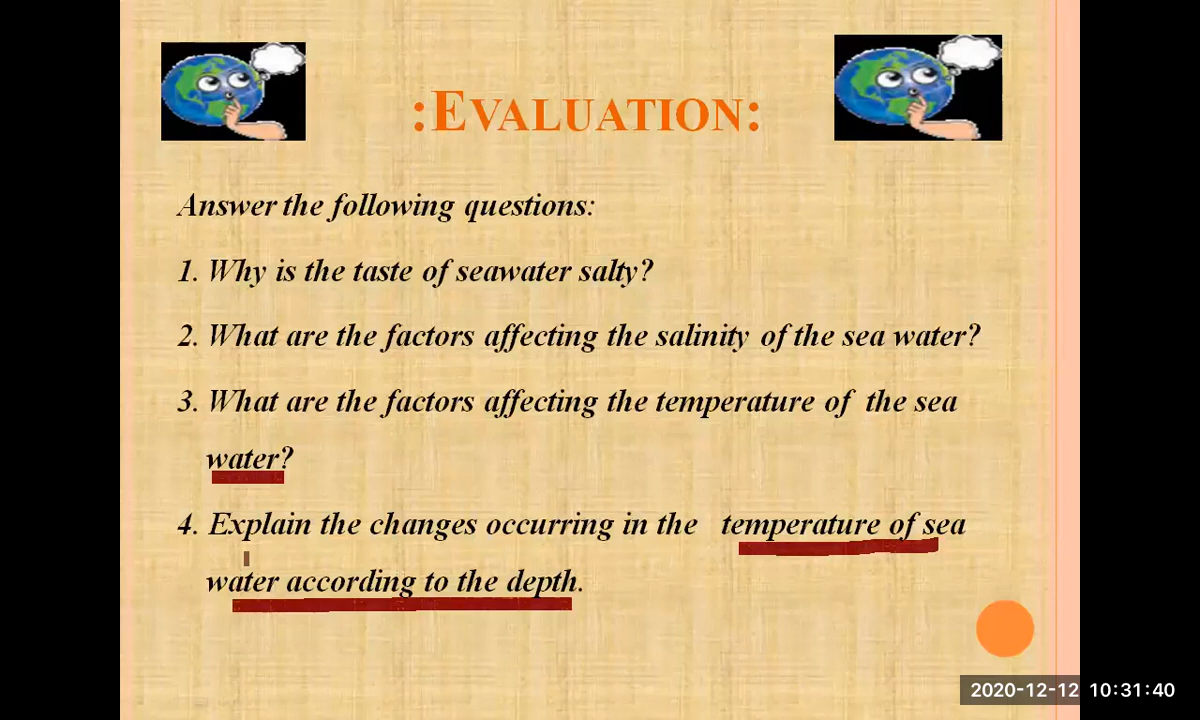 :EVALUATION:
Answer the following questions:
1. Why is the taste of seawater salty?
2. What are the factors affecting the salinity of the sea water?
3. What are the factors affecting the temperature of the sea
water?
4. Explain the changes occurring in the temperature of sea
water according to the depth.
2020-12-12 10:31:40